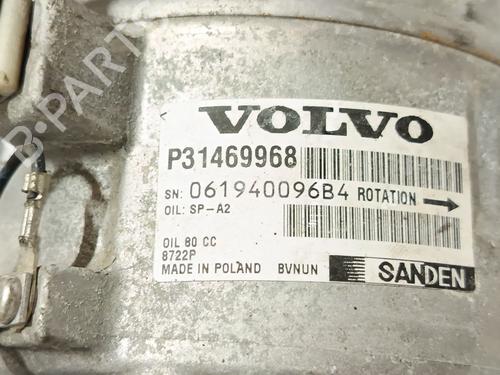 VOLVO
P31469968
SN: 061940096B4 ROTATION →
OIL: SP-A2
OIL 80 CC
8722P
MADE IN POLAND BVNUN SANDEN
B-PARTS